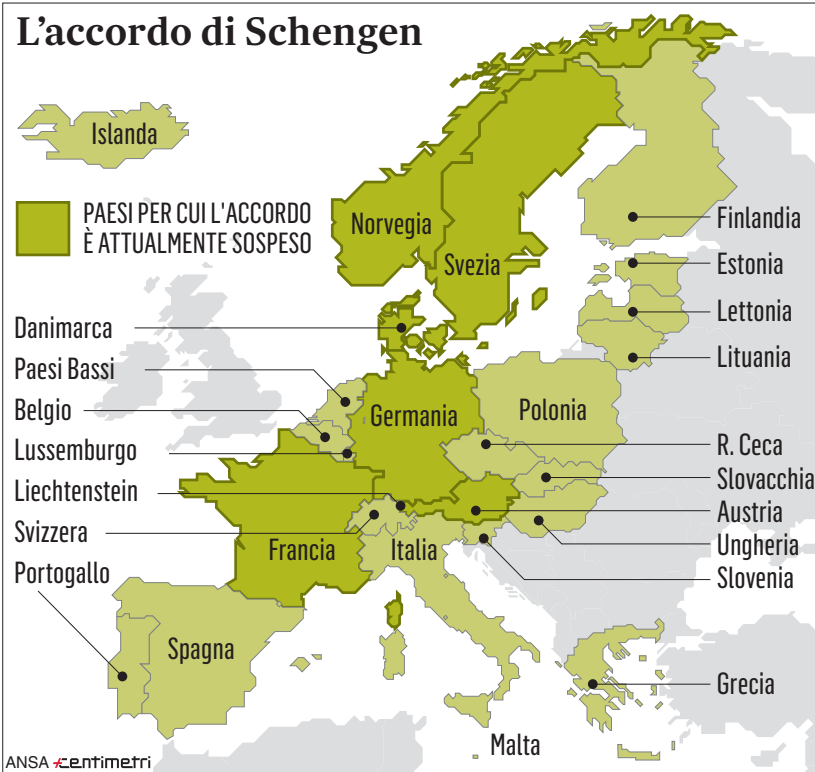 L'accordo di Schengen
Islanda
PAESI PER CUI L'ACCORDO
È ATTUALMENTE SOSPESO
Norvegia
Svezia
Finlandia
Estonia
Lettonia
Lituania
Danimarca
Paesi Bassi
Belgio
Lussemburgo
Liechtenstein
Svizzera
Portogallo
Germania
Polonia
R. Ceca
Slovacchia
Austria
Ungheria
Slovenia
Francia
Italia
Spagna
Grecia
Malta
ANSA centimetri